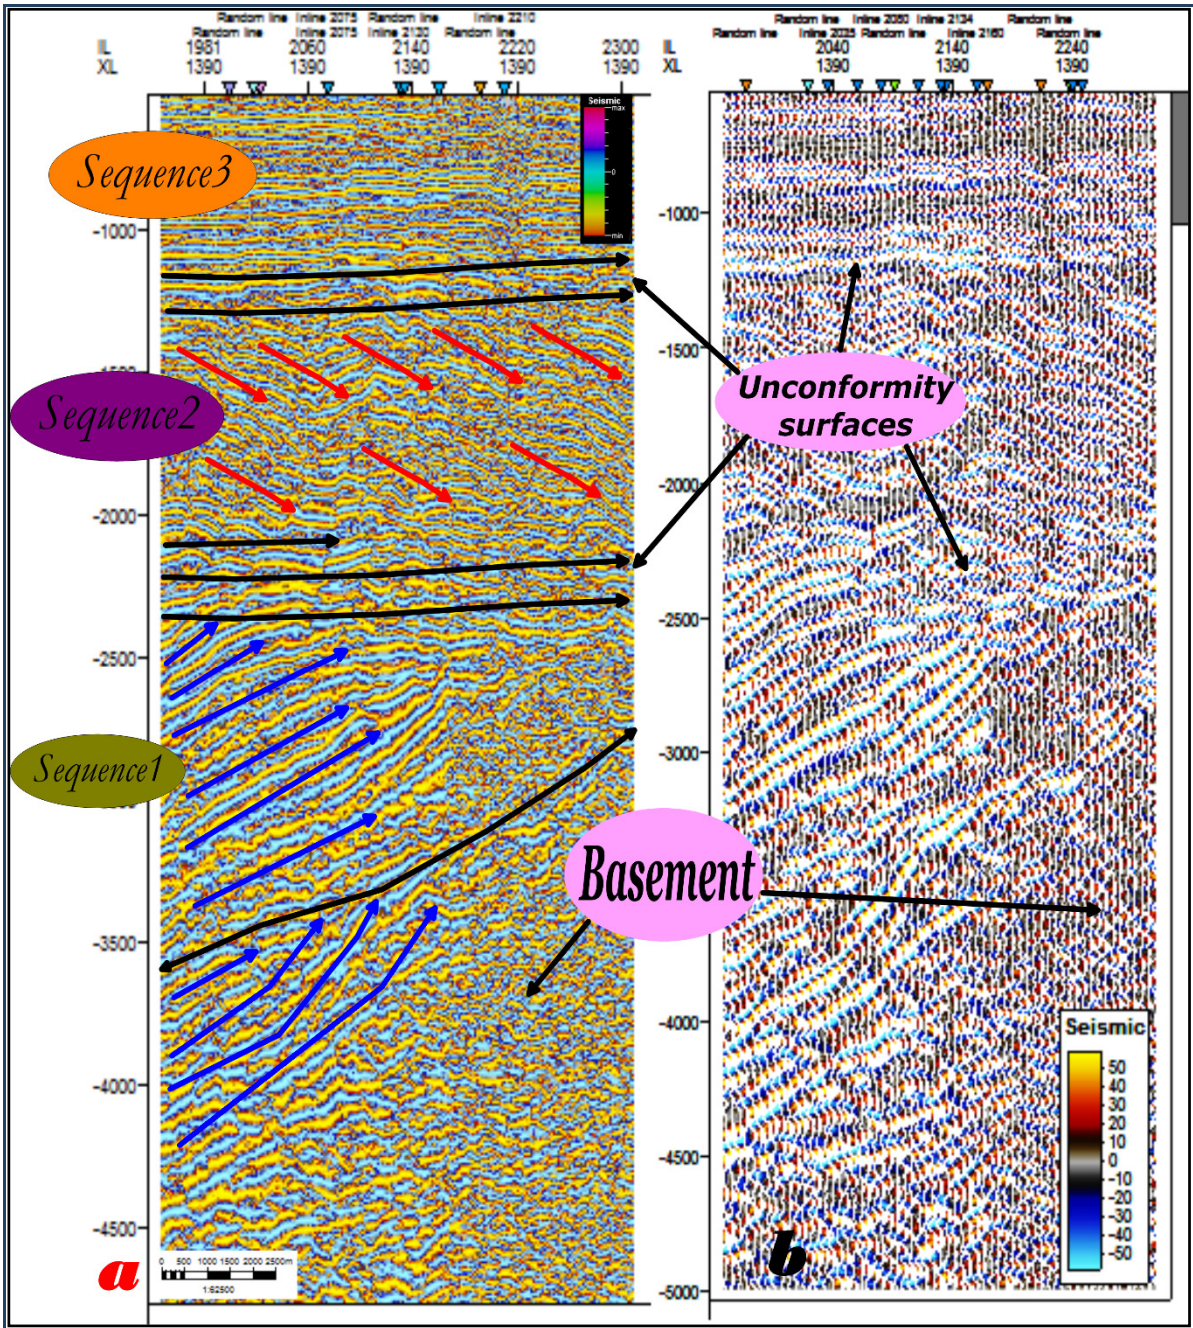 Random line Inline 2075 Random line Inline 2210
Random line Inline 2075 Inline 2130 Random line
IL 1981 2060 2140 2220 2300
XL 1390 1390 1390 1390 1390
Random line Inline 2080 Inline 2134 Random line
Random line Inline 2025 Random line Inline 2160 Random line
IL 2040 2140 2240
XL 1390 1390 1390
Seismic
max
0
min
Sequence3
Sequence2
Sequence1
-1000
-2000
-2500
-3500
-4000
-4500
Unconformity
surfaces
Basement
-1000
-1500
-2000
-2500
-3000
-4000
-4500
-5000
Seismic
50
40
30
20
10
0
-10
-20
-30
-40
-50
a
0 500 1000 1500 2000 2500m
1:62500
b